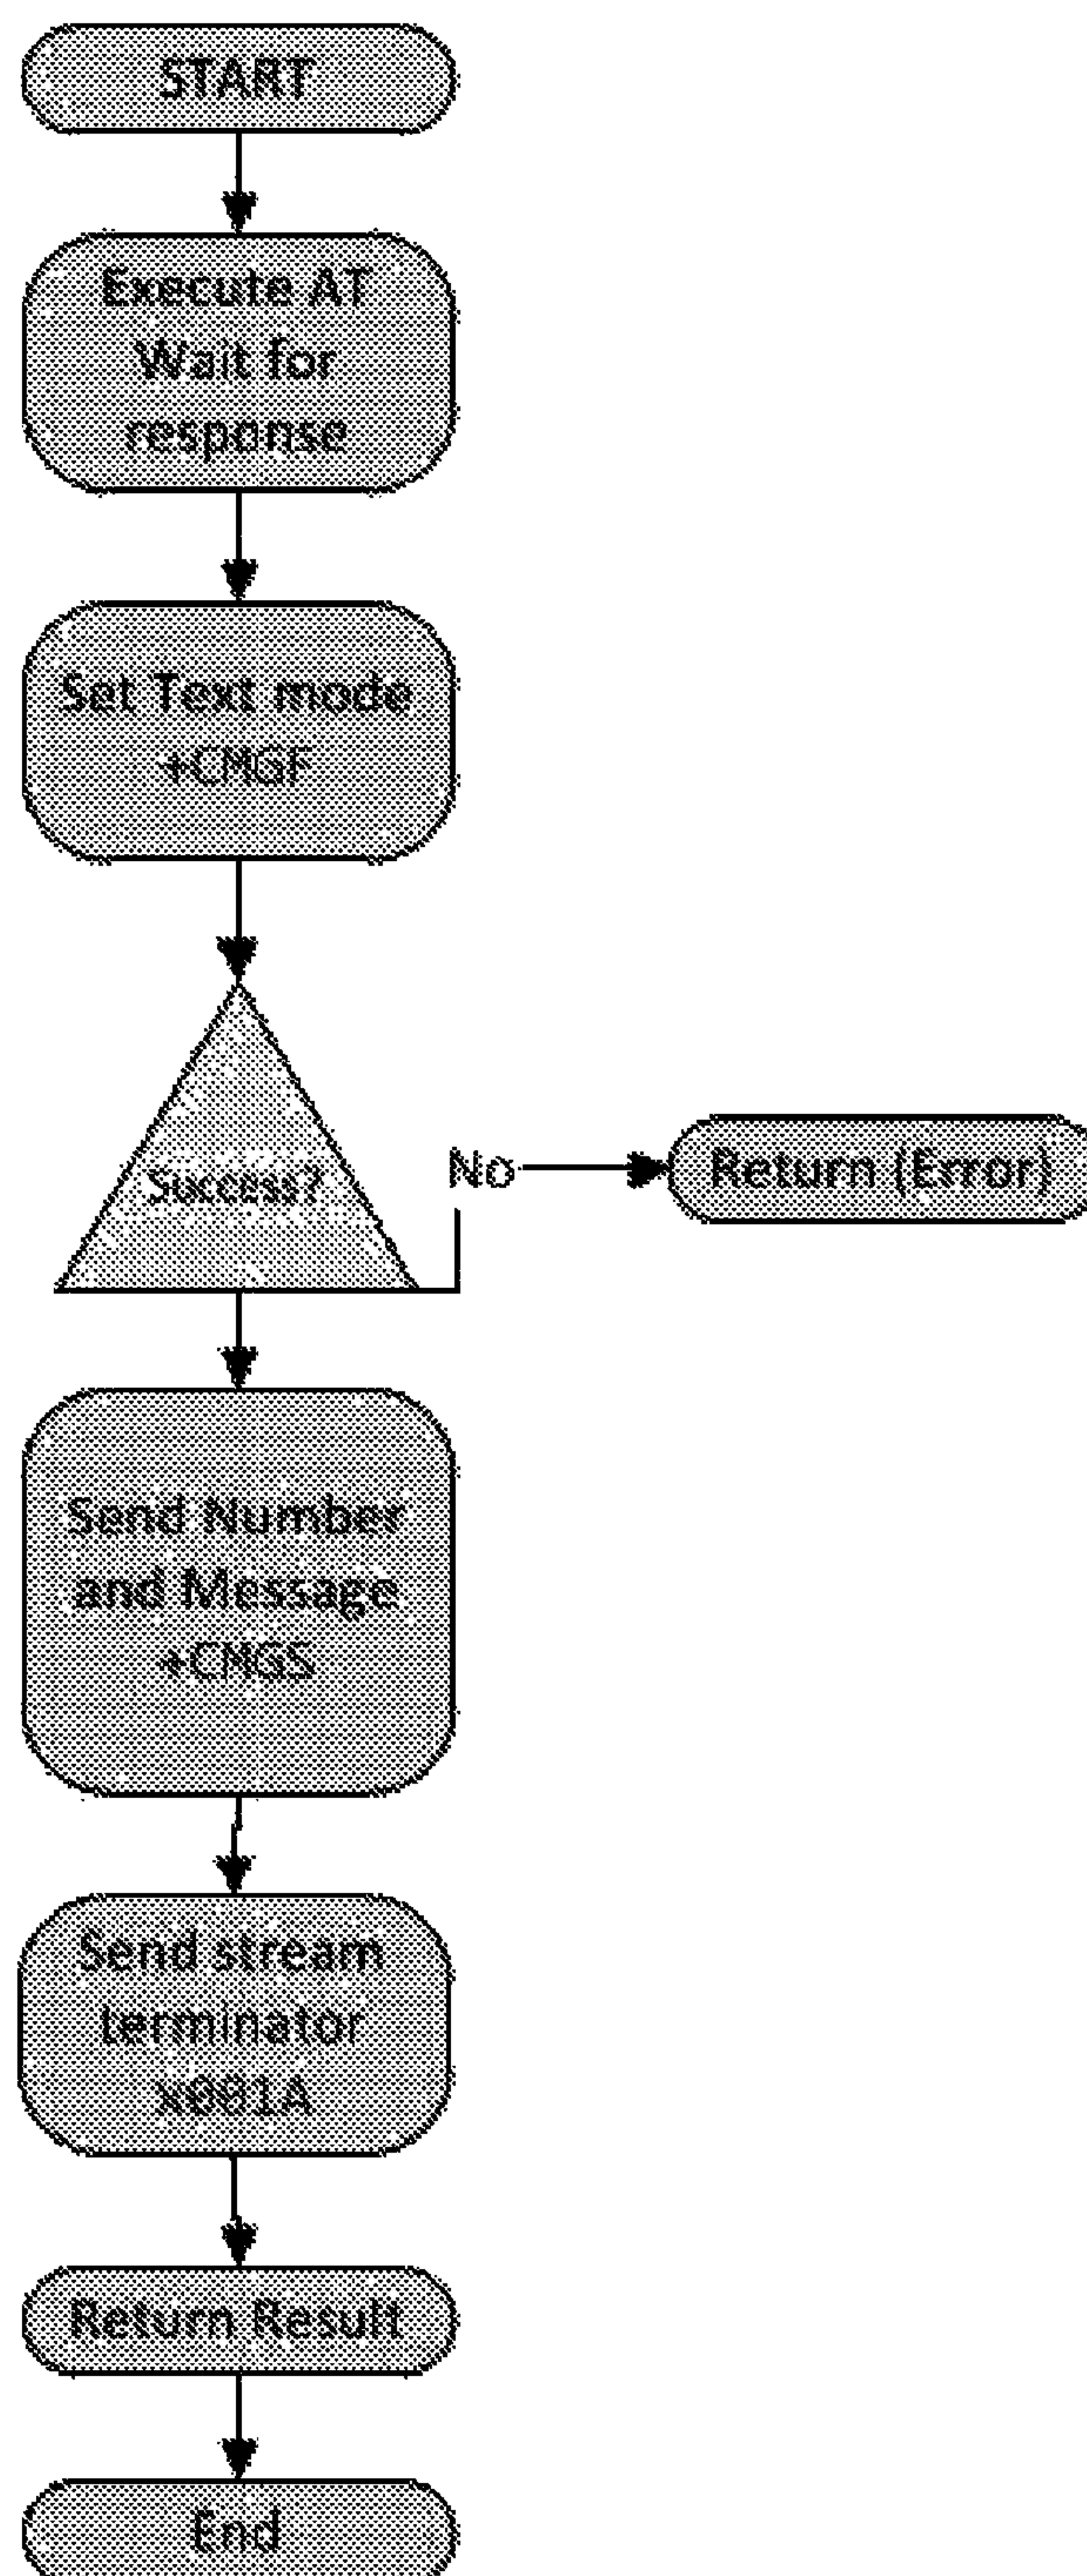 START
Execute AT
Wait for
response
Set Text mode
+CMGF
Success?
No
Return (Error)
Send Number
and Message
+CMGS
Send stream
terminator
x001A
Return Result
End